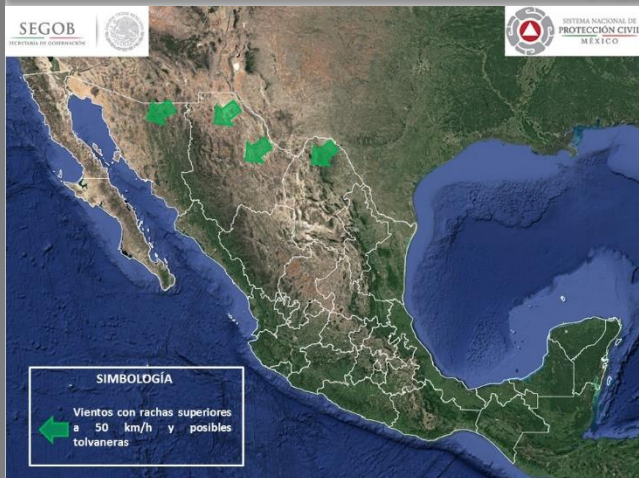 SEGOB
SECRETARÍA DE GOBERNACIÓN
SISTEMA NACIONAL DE
PROTECCIÓN CIVIL
MÉXICO
SIMBOLOGÍA
Vientos con rachas superiores
a 50 km/h y posibles
tolvaneras